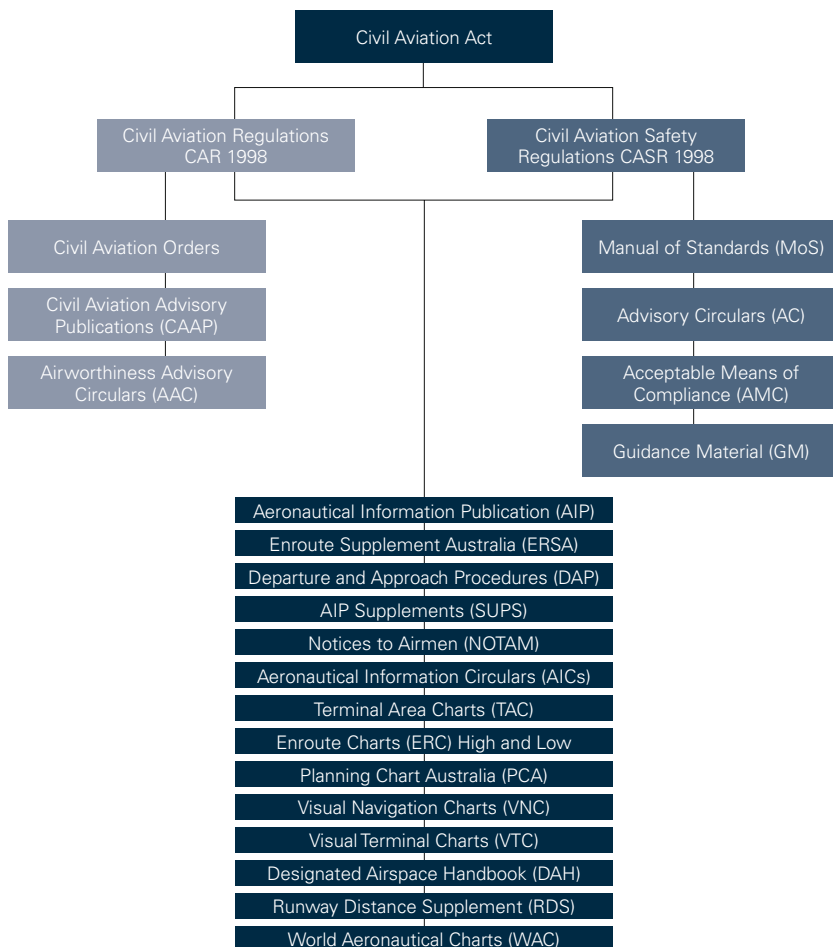 Civil Aviation Act
Civil Aviation Regulations
CAR 1998
Civil Aviation Safety
Regulations CASR 1998
Civil Aviation Orders
Civil Aviation Advisory
Publications (CAAP)
Airworthiness Advisory
Circulars (AAC)
Manual of Standards (MoS)
Advisory Circulars (AC)
Acceptable Means of
Compliance (AMC)
Guidance Material (GM)
Aeronautical Information Publication (AIP)
Enroute Supplement Australia (ERSA)
Departure and Approach Procedures (DAP)
AIP Supplements (SUPS)
Notices to Airmen (NOTAM)
Aeronautical Information Circulars (AICs)
Terminal Area Charts (TAC)
Enroute Charts (ERC) High and Low
Planning Chart Australia (PCA)
Visual Navigation Charts (VNC)
Visual Terminal Charts (VTC)
Designated Airspace Handbook (DAH)
Runway Distance Supplement (RDS)
World Aeronautical Charts (WAC)